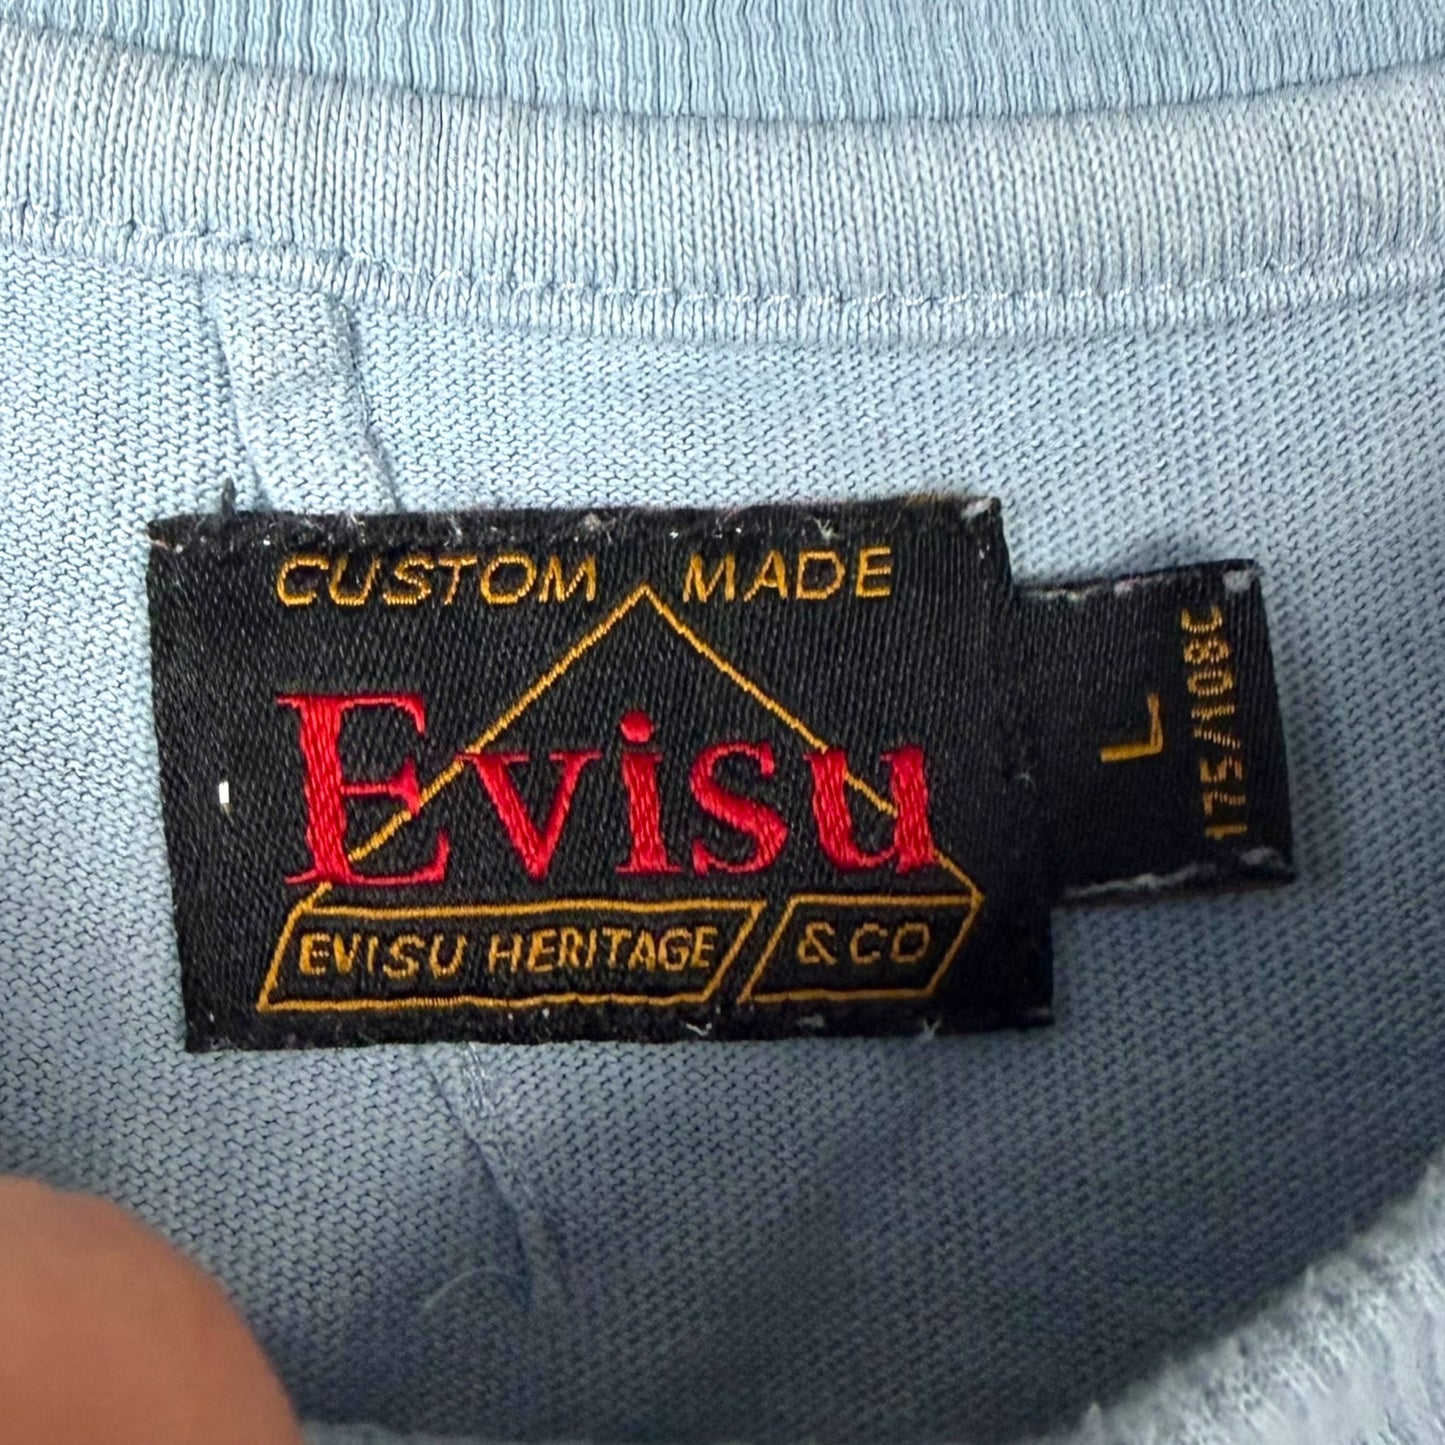 CUSTOM MADE
Evisu
EVISU HERITAGE & CO
L
175/108C